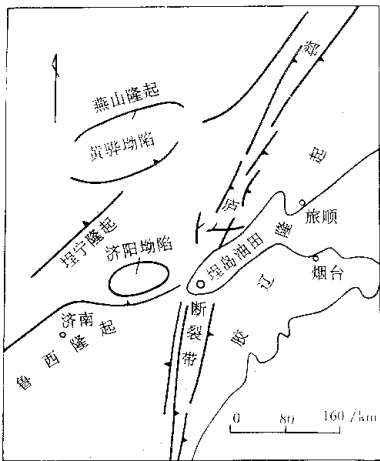 郯
燕山隆起
黄骅坳陷
庐
胶辽隆起
旅顺
埕宁隆起
济阳坳陷
埕岛油田
烟台
济南
断裂带
鲁西隆起
0 80 160/km